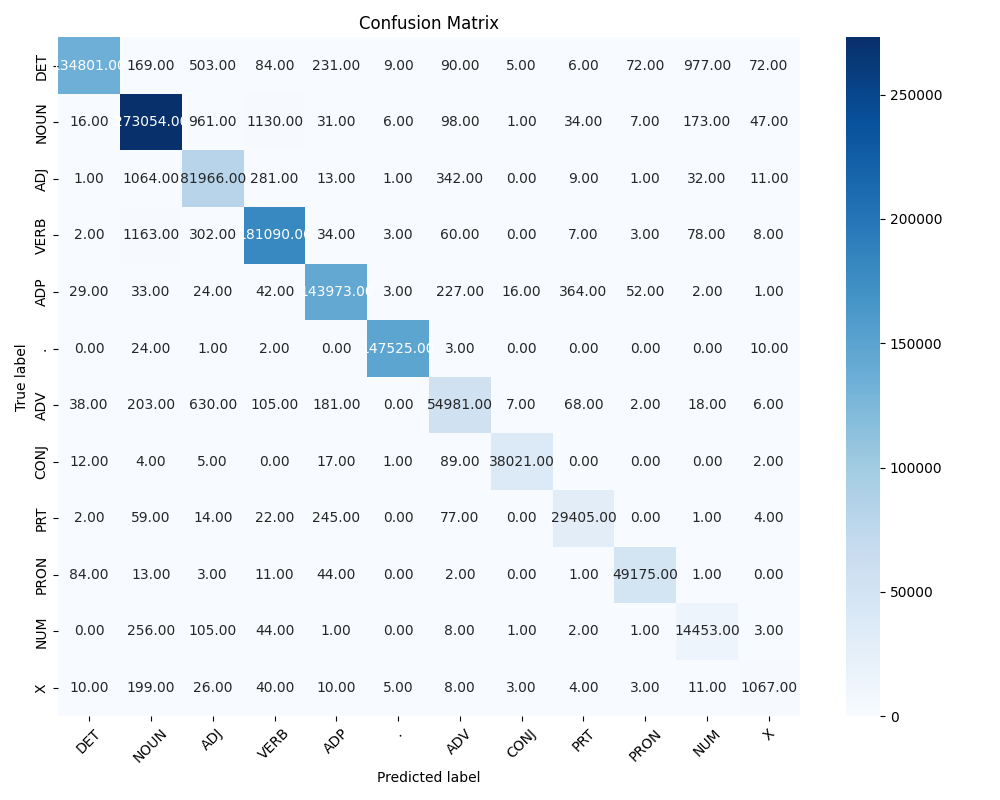 Confusion Matrix
DET 34801.00 169.00 503.00 84.00 231.00 9.00 90.00 5.00 6.00 72.00 977.00 72.00
NOUN 16.00 273054.00 961.00 1130.00 31.00 6.00 98.00 1.00 34.00 7.00 173.00 47.00
ADJ 1.00 1064.00 81966.00 281.00 13.00 1.00 342.00 0.00 9.00 1.00 32.00 11.00
VERB 2.00 1163.00 302.00 181090.00 34.00 3.00 60.00 0.00 7.00 3.00 78.00 8.00
ADP 29.00 33.00 24.00 42.00 143973.00 3.00 227.00 16.00 364.00 52.00 2.00 1.00
. 0.00 24.00 1.00 2.00 0.00 147525.00 3.00 0.00 0.00 0.00 0.00 10.00
ADV 38.00 203.00 630.00 105.00 181.00 0.00 54981.00 7.00 68.00 2.00 18.00 6.00
CONJ 12.00 4.00 5.00 0.00 17.00 1.00 89.00 38021.00 0.00 0.00 0.00 2.00
PRT 2.00 59.00 14.00 22.00 245.00 0.00 77.00 0.00 29405.00 0.00 1.00 4.00
PRON 84.00 13.00 3.00 11.00 44.00 0.00 2.00 0.00 1.00 49175.00 1.00 0.00
NUM 0.00 256.00 105.00 44.00 1.00 0.00 8.00 1.00 2.00 1.00 14453.00 3.00
X 10.00 199.00 26.00 40.00 10.00 5.00 8.00 3.00 4.00 3.00 11.00 1067.00
DET NOUN ADJ VERB ADP . ADV CONJ PRT PRON NUM X
True label
Predicted label
250000
200000
150000
100000
50000
0